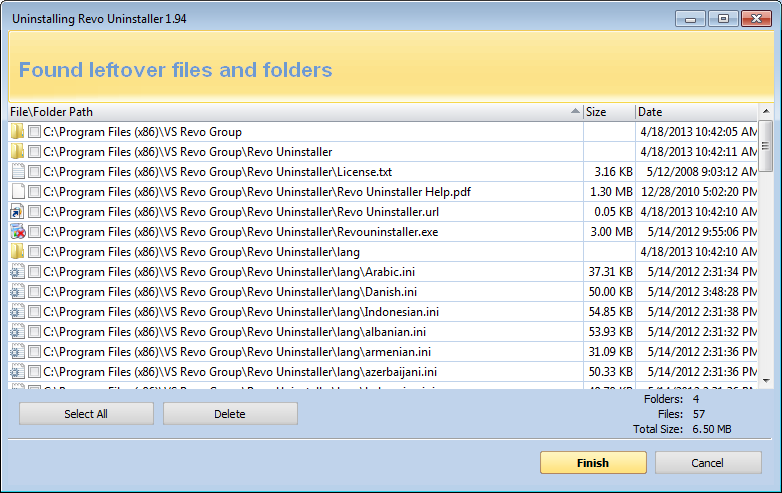 Uninstalling Revo Uninstaller 1.94
Found leftover files and folders
File\Folder Path Size Date
C:\Program Files (x86)\VS Revo Group 4/18/2013 10:42:05 AM
C:\Program Files (x86)\VS Revo Group\Revo Uninstaller 4/18/2013 10:42:11 AM
C:\Program Files (x86)\VS Revo Group\Revo Uninstaller\License.txt 3.16 KB 5/12/2008 9:03:12 AM
C:\Program Files (x86)\VS Revo Group\Revo Uninstaller\Revo Uninstaller Help.pdf 1.30 MB 12/28/2010 5:02:20 PM
C:\Program Files (x86)\VS Revo Group\Revo Uninstaller\Revo Uninstaller.url 0.05 KB 4/18/2013 10:42:10 AM
C:\Program Files (x86)\VS Revo Group\Revo Uninstaller\Revouninstaller.exe 3.00 MB 5/14/2012 9:55:06 PM
C:\Program Files (x86)\VS Revo Group\Revo Uninstaller\lang 4/18/2013 10:42:10 AM
C:\Program Files (x86)\VS Revo Group\Revo Uninstaller\lang\Arabic.ini 37.31 KB 5/14/2012 2:31:34 PM
C:\Program Files (x86)\VS Revo Group\Revo Uninstaller\lang\Danish.ini 50.00 KB 5/14/2012 3:48:28 PM
C:\Program Files (x86)\VS Revo Group\Revo Uninstaller\lang\Indonesian.ini 54.85 KB 5/14/2012 2:31:38 PM
C:\Program Files (x86)\VS Revo Group\Revo Uninstaller\lang\albanian.ini 53.93 KB 5/14/2012 2:31:32 PM
C:\Program Files (x86)\VS Revo Group\Revo Uninstaller\lang\armenian.ini 31.09 KB 5/14/2012 2:31:36 PM
C:\Program Files (x86)\VS Revo Group\Revo Uninstaller\lang\azerbaijani.ini 50.33 KB 5/14/2012 2:31:36 PM
Select All Delete
Folders: 4
Files: 57
Total Size: 6.50 MB
Finish Cancel